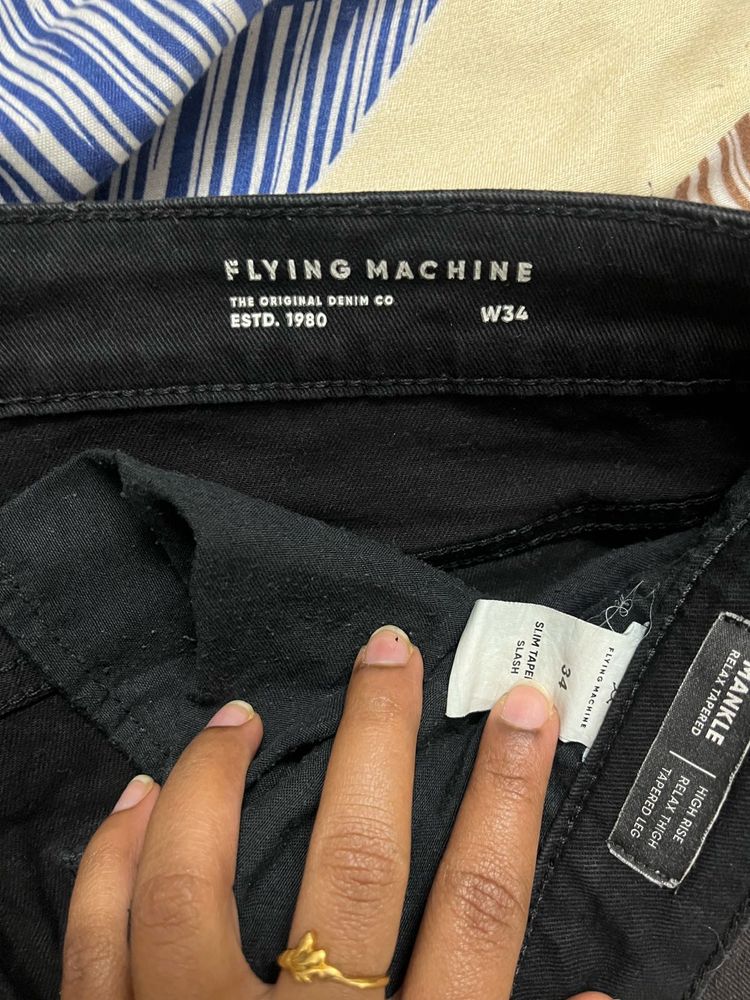 FLYING MACHINE
THE ORIGINAL DENIM CO
ESTD. 1980
W34
FLYING MACHINE
34
SLIM TAPE
SLASH
MANKLE
RELAX TAPERED
HIGH RISE
RELAX THIGH
TAPERED LEG